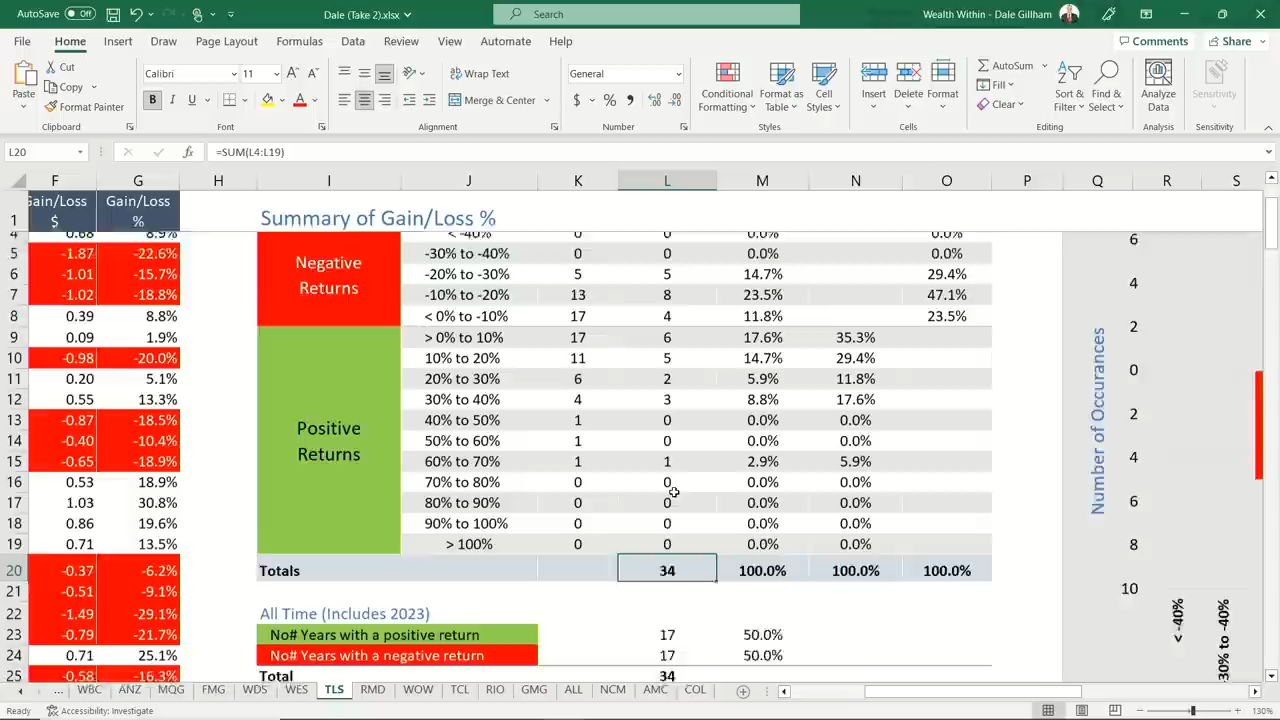 AutoSave Off Dale (Take 2).xlsx Search Wealth Within - Dale Gillham
File Home Insert Draw Page Layout Formulas Data Review View Automate Help Comments Share
Paste Cut Copy Format Painter
Calibri 11 Wrap Text Merge & Center General
Conditional Formatting Format as Table Cell Styles Insert Delete Format
AutoSum Fill Clear Sort & Filter Find & Select Analyze Data Sensitivity
Clipboard Font Alignment Number Styles Cells Editing Analysis Sensitivity
L20 =SUM(L4:L19)
F G H I J K L M N O P Q R S
1 Gain/Loss $ Gain/Loss % Summary of Gain/Loss %
4 0.68 8.9% < -40% 0 0 0.0% 0.0%
5 -1.87 -22.6% -30% to -40% 0 0 0.0% 0.0%
6 -1.01 -15.7% -20% to -30% 5 5 14.7% 29.4%
7 -1.02 -18.8% -10% to -20% 13 8 23.5% 47.1%
8 0.39 8.8% < 0% to -10% 17 4 11.8% 23.5%
Negative Returns
9 0.09 1.9% > 0% to 10% 17 6 17.6% 35.3%
10 -0.98 -20.0% 10% to 20% 11 5 14.7% 29.4%
11 0.20 5.1% 20% to 30% 6 2 5.9% 11.8%
12 0.55 13.3% 30% to 40% 4 3 8.8% 17.6%
13 -0.87 -18.5% 40% to 50% 1 0 0.0% 0.0%
14 -0.40 -10.4% 50% to 60% 1 0 0.0% 0.0%
15 -0.65 -18.9% 60% to 70% 1 1 2.9% 5.9%
16 0.53 18.9% 70% to 80% 0 0 0.0% 0.0%
17 1.03 30.8% 80% to 90% 0 0 0.0% 0.0%
18 0.86 19.6% 90% to 100% 0 0 0.0% 0.0%
19 0.71 13.5% > 100% 0 0 0.0% 0.0%
Positive Returns
20 -0.37 -6.2% Totals 34 100.0% 100.0% 100.0%
21 -0.51 -9.1%
22 -1.49 -29.1% All Time (Includes 2023)
23 -0.79 -21.7% No# Years with a positive return 17 50.0%
24 0.71 25.1% No# Years with a negative return 17 50.0%
25 -0.58 -16.3% Total 34
Number of Occurances
6
4
2
0
2
4
6
8
10
< -40%
-30% to -40%
... WBC ANZ MQG FMG WDS WES TLS RMD WOW TCL RIO GMG ALL NCM AMC COL
Ready Accessibility: Investigate 130%